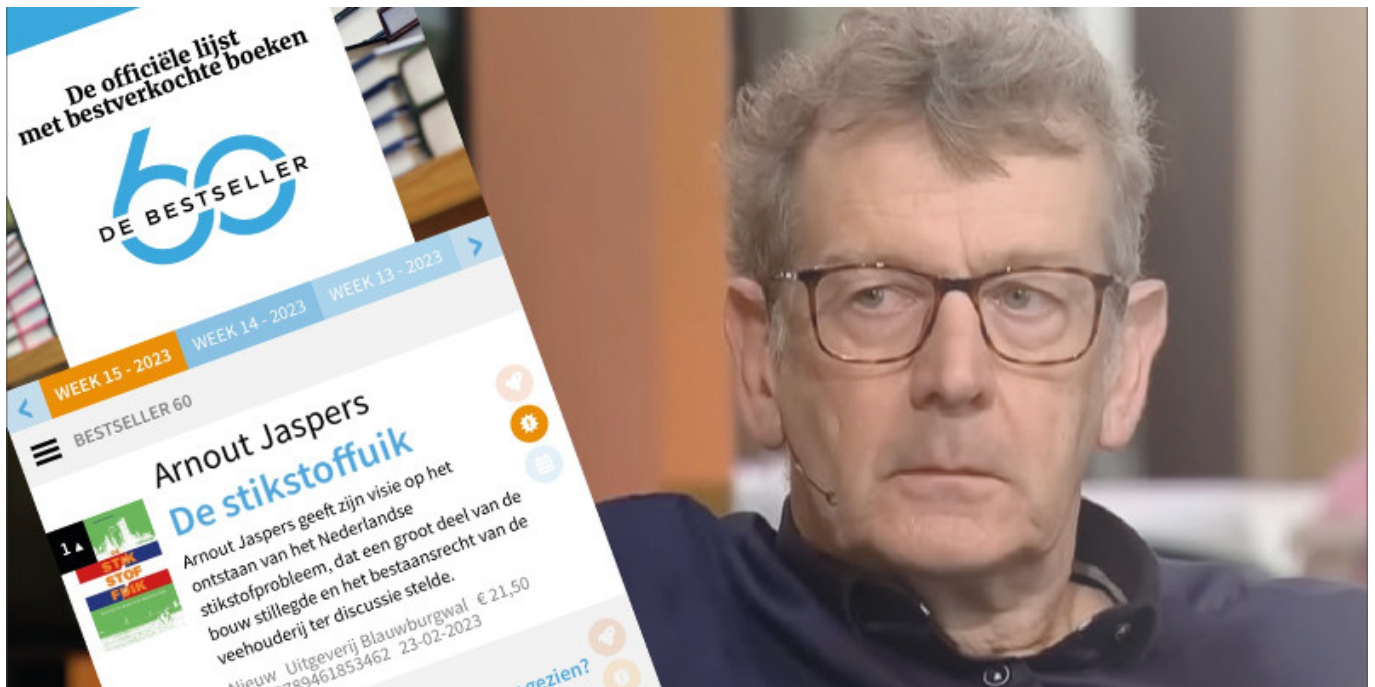 De officiële lijst
met bestverkochte boeken
60
DE BESTSELLER
WEEK 15 - 2023
WEEK 14 - 2023
WEEK 13 - 2023
BESTSELLER 60
Arnout Jaspers
De stikstoffuik
1
STIK
STOF
FUIK
Arnout Jaspers geeft zijn visie op het
ontstaan van het Nederlandse
stikstofprobleem, dat een groot deel van de
bouw stillegde en het bestaansrecht van de
veehouderij ter discussie stelde.
Nieuw Uitgeverij Blauwburgwal € 21,50
789461853462 23-02-2023
gezien?